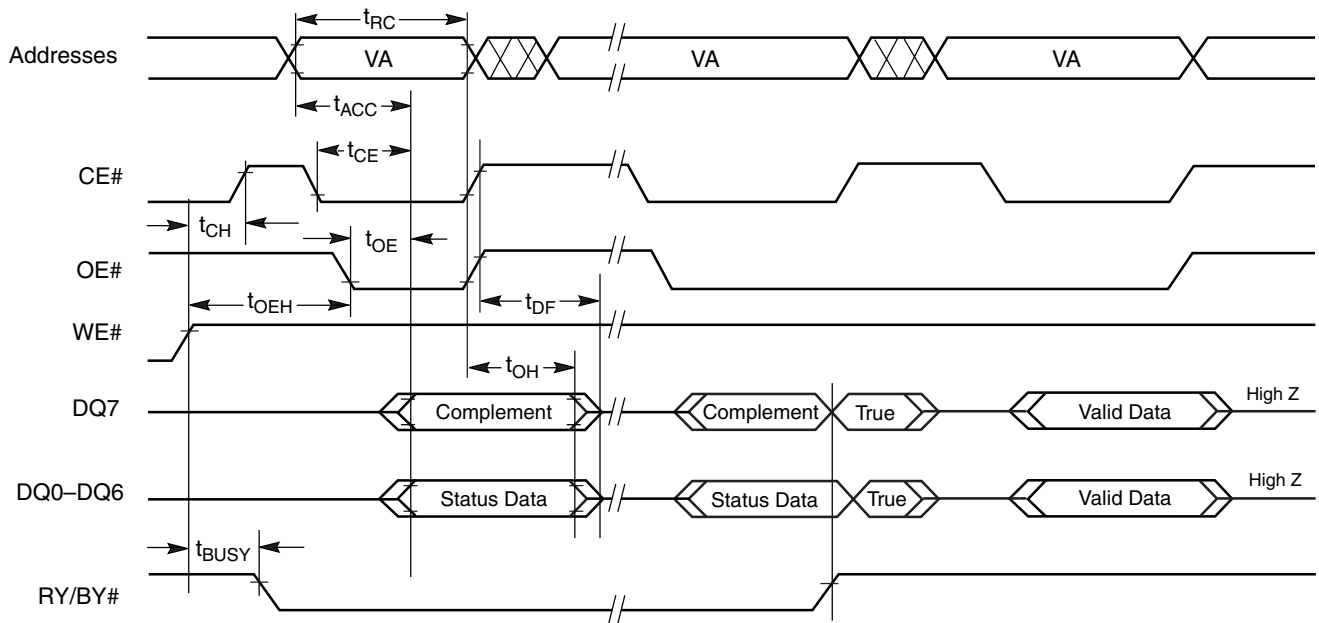 tRC
Addresses VA VA VA
tACC
tCE
CE#
tCH tOE
OE#
tOEH tDF
WE#
tOH
DQ7 Complement Complement True Valid Data High Z
DQ0–DQ6 Status Data Status Data True Valid Data High Z
tBUSY
RY/BY#